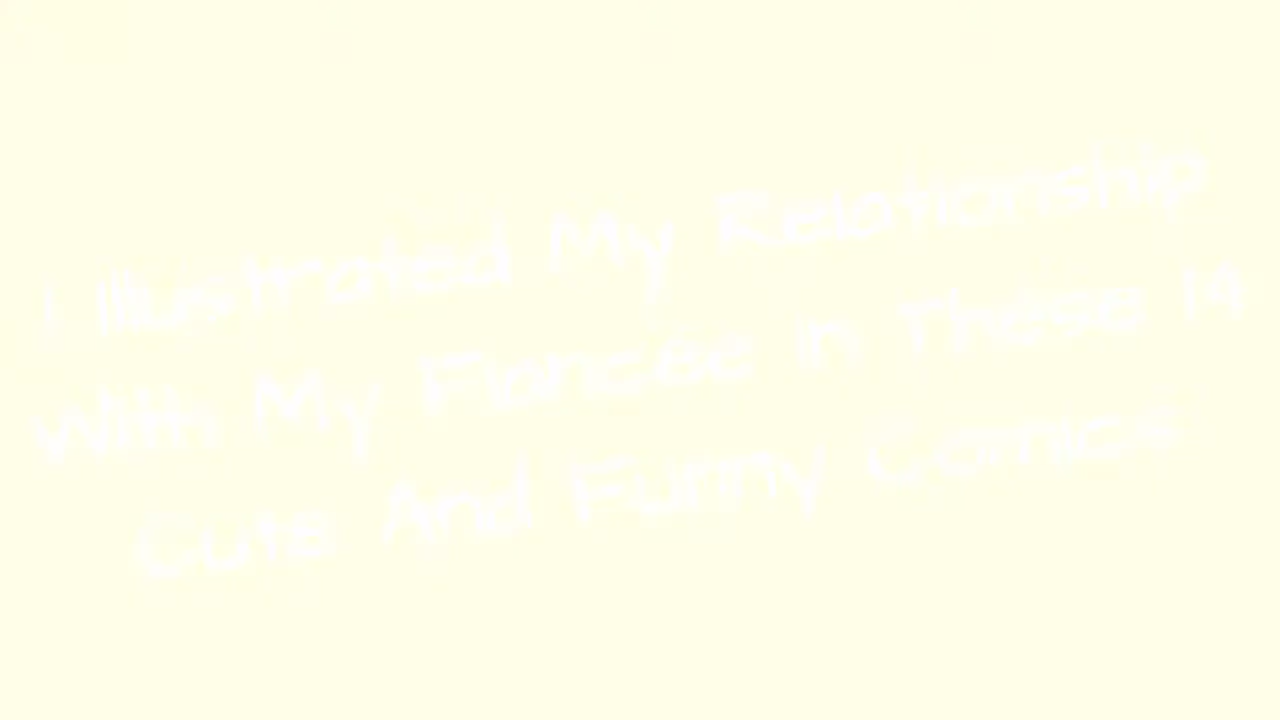 I Illustrated My Relationship
With My Fiancée in These 14
Cute And Funny Comics